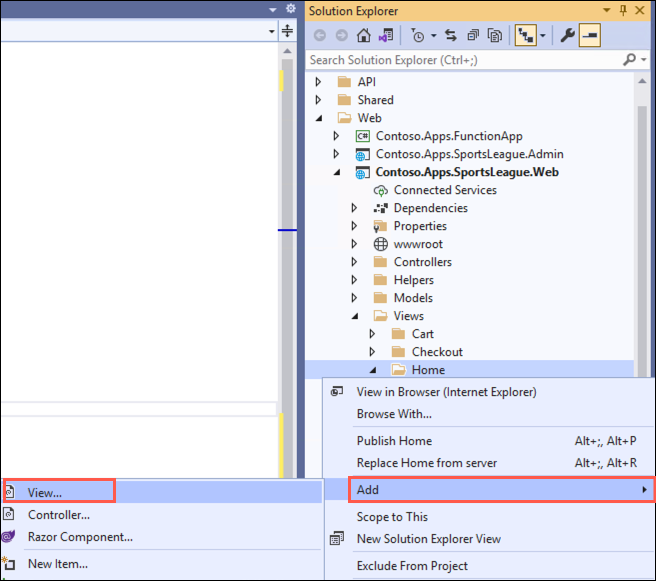 Solution Explorer
Search Solution Explorer (Ctrl+;)
API
Shared
Web
C# Contoso.Apps.FunctionApp
Contoso.Apps.SportsLeague.Admin
Contoso.Apps.SportsLeague.Web
Connected Services
Dependencies
Properties
wwwroot
Controllers
Helpers
Models
Views
Cart
Checkout
Home
View in Browser (Internet Explorer)
Browse With...
Publish Home Alt+;, Alt+P
Replace Home from server Alt+;, Alt+R
Add
Scope to This
New Solution Explorer View
Exclude From Project
View...
Controller...
Razor Component...
New Item...